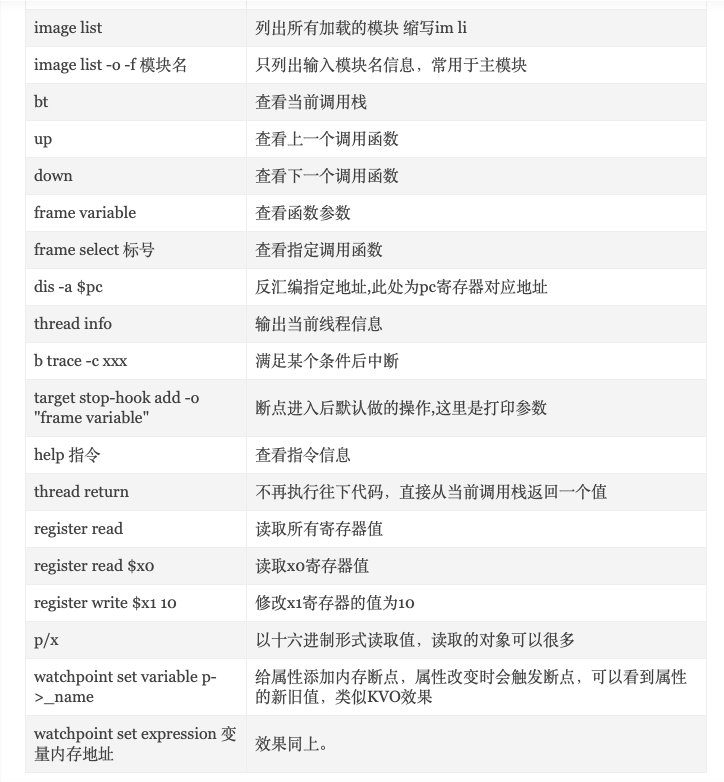 image list
列出所有加载的模块 缩写im li
image list -o -f 模块名
只列出输入模块名信息，常用于主模块
bt
查看当前调用栈
up
查看上一个调用函数
down
查看下一个调用函数
frame variable
查看函数参数
frame select 标号
查看指定调用函数
dis -a $pc
反汇编指定地址,此处为pc寄存器对应地址
thread info
输出当前线程信息
b trace -c xxx
满足某个条件后中断
target stop-hook add -o
"frame variable"
断点进入后默认做的操作,这里是打印参数
help 指令
查看指令信息
thread return
不再执行往下代码，直接从当前调用栈返回一个值
register read
读取所有寄存器值
register read $x0
读取x0寄存器值
register write $x1 10
修改x1寄存器的值为10
p/x
以十六进制形式读取值，读取的对象可以很多
watchpoint set variable p-
>_name
给属性添加内存断点，属性改变时会触发断点，可以看到属性
的新旧值，类似KVO效果
watchpoint set expression 变
量内存地址
效果同上。